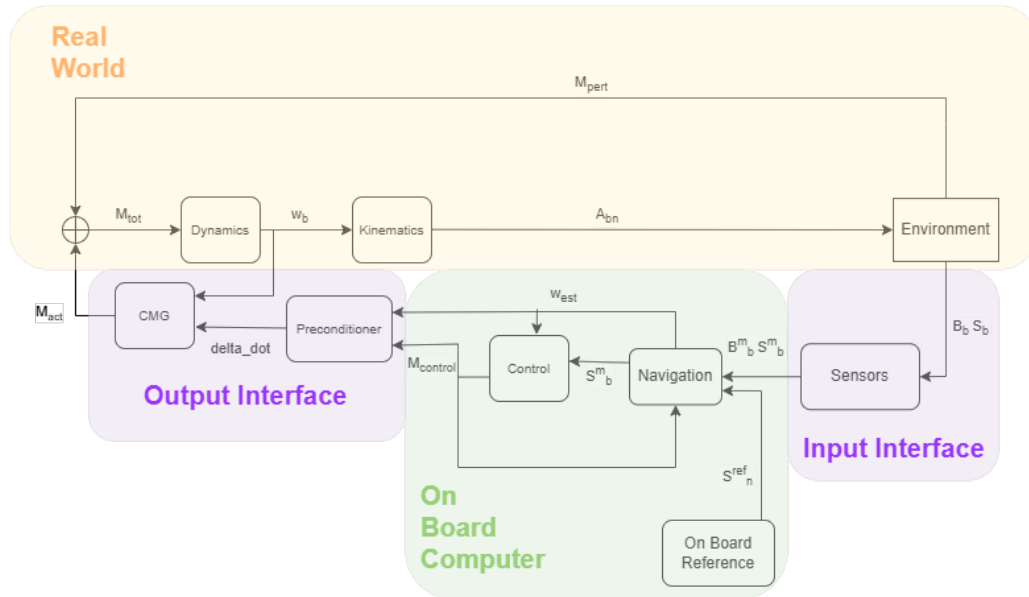 Real
World
M_pert
M_tot
Dynamics
w_b
Kinematics
A_bn
Environment
M_act
CMG
delta_dot
Preconditioner
Output Interface
w_est
M_control
Control
S^m_b
Navigation
B^m_b S^m_b
Sensors
B_b S_b
Input Interface
S^ref_n
On
Board
Computer
On Board
Reference